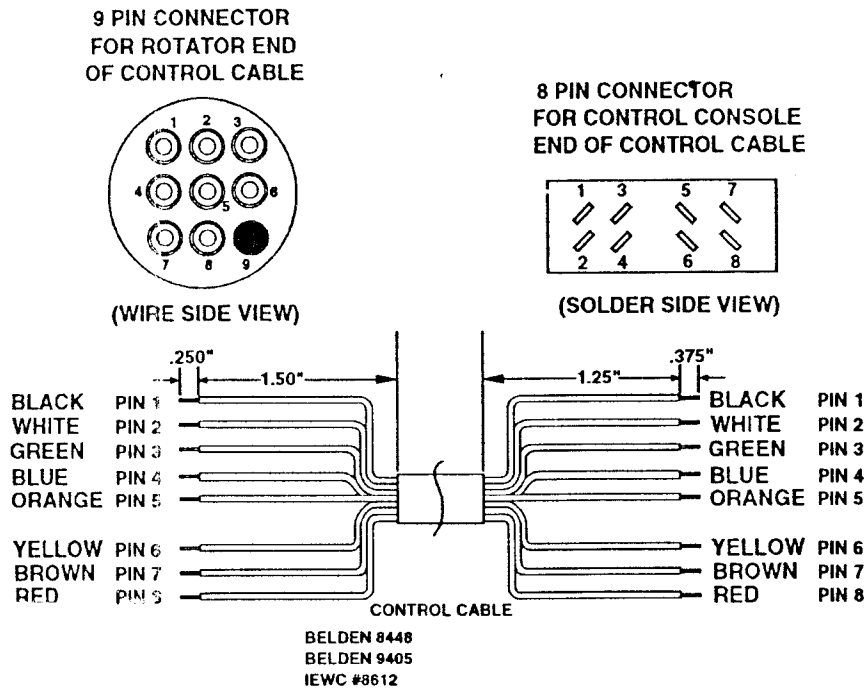 9 PIN CONNECTOR
FOR ROTATOR END
OF CONTROL CABLE
1 2 3
4 5 6
7 8 9
(WIRE SIDE VIEW)
8 PIN CONNECTOR
FOR CONTROL CONSOLE
END OF CONTROL CABLE
1 3 5 7
2 4 6 8
(SOLDER SIDE VIEW)
.250"
1.50"
1.25"
.375"
BLACK PIN 1
WHITE PIN 2
GREEN PIN 3
BLUE PIN 4
ORANGE PIN 5
YELLOW PIN 6
BROWN PIN 7
RED PIN
BLACK PIN 1
WHITE PIN 2
GREEN PIN 3
BLUE PIN 4
ORANGE PIN 5
YELLOW PIN 6
BROWN PIN 7
RED PIN 8
CONTROL CABLE
BELDEN 8448
BELDEN 9405
IEWC #8612